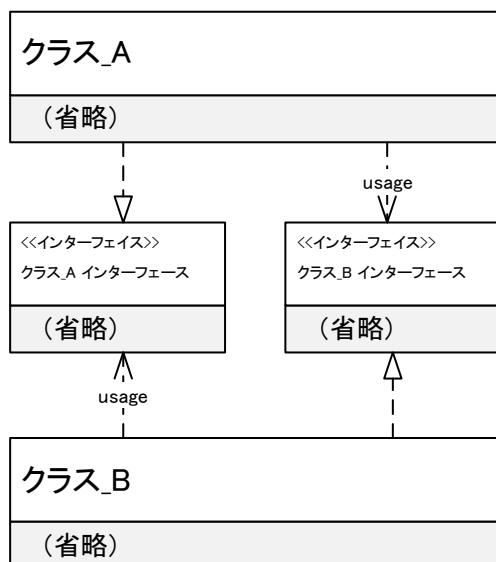 クラス_A
（省略）
usage
<<インターフェイス>>
クラス_A インターフェース
（省略）
<<インターフェイス>>
クラス_B インターフェース
（省略）
usage
クラス_B
（省略）